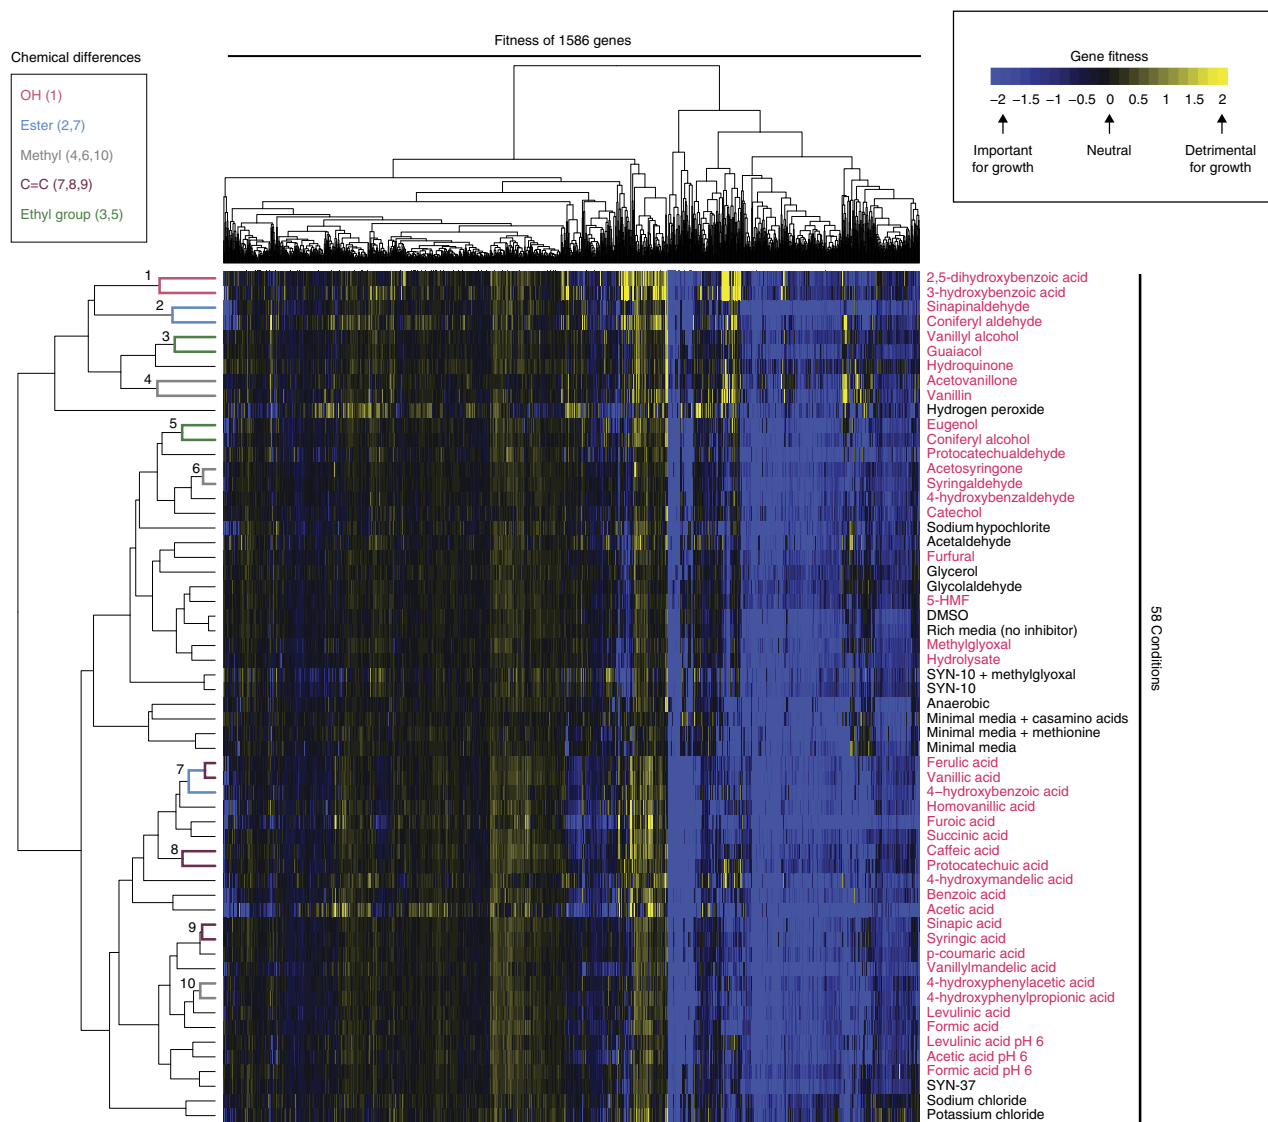 Fitness of 1586 genes
Chemical differences
OH (1)
Ester (2,7)
Methyl (4,6,10)
C=C (7,8,9)
Ethyl group (3,5)
Gene fitness
−2 −1.5 −1 −0.5 0 0.5 1 1.5 2
Important for growth
Neutral
Detrimental for growth
1
2
3
4
5
6
7
8
9
10
2,5-dihydroxybenzoic acid
3-hydroxybenzoic acid
Sinapinaldehyde
Coniferyl aldehyde
Vanillyl alcohol
Guaiacol
Hydroquinone
Acetovanillone
Vanillin
Hydrogen peroxide
Eugenol
Coniferyl alcohol
Protocatechualdehyde
Acetosyringone
Syringaldehyde
4-hydroxybenzaldehyde
Catechol
Sodium hypochlorite
Acetaldehyde
Furfural
Glycerol
Glycolaldehyde
5-HMF
DMSO
Rich media (no inhibitor)
Methylglyoxal
Hydrolysate
SYN-10 + methylglyoxal
SYN-10
Anaerobic
Minimal media + casamino acids
Minimal media + methionine
Minimal media
Ferulic acid
Vanillic acid
4−hydroxybenzoic acid
Homovanillic acid
Furoic acid
Succinic acid
Caffeic acid
Protocatechuic acid
4-hydroxymandelic acid
Benzoic acid
Acetic acid
Sinapic acid
Syringic acid
p-coumaric acid
Vanillylmandelic acid
4-hydroxyphenylacetic acid
4-hydroxyphenylpropionic acid
Levulinic acid
Formic acid
Levulinic acid pH 6
Acetic acid pH 6
Formic acid pH 6
SYN-37
Sodium chloride
Potassium chloride
58 Conditions